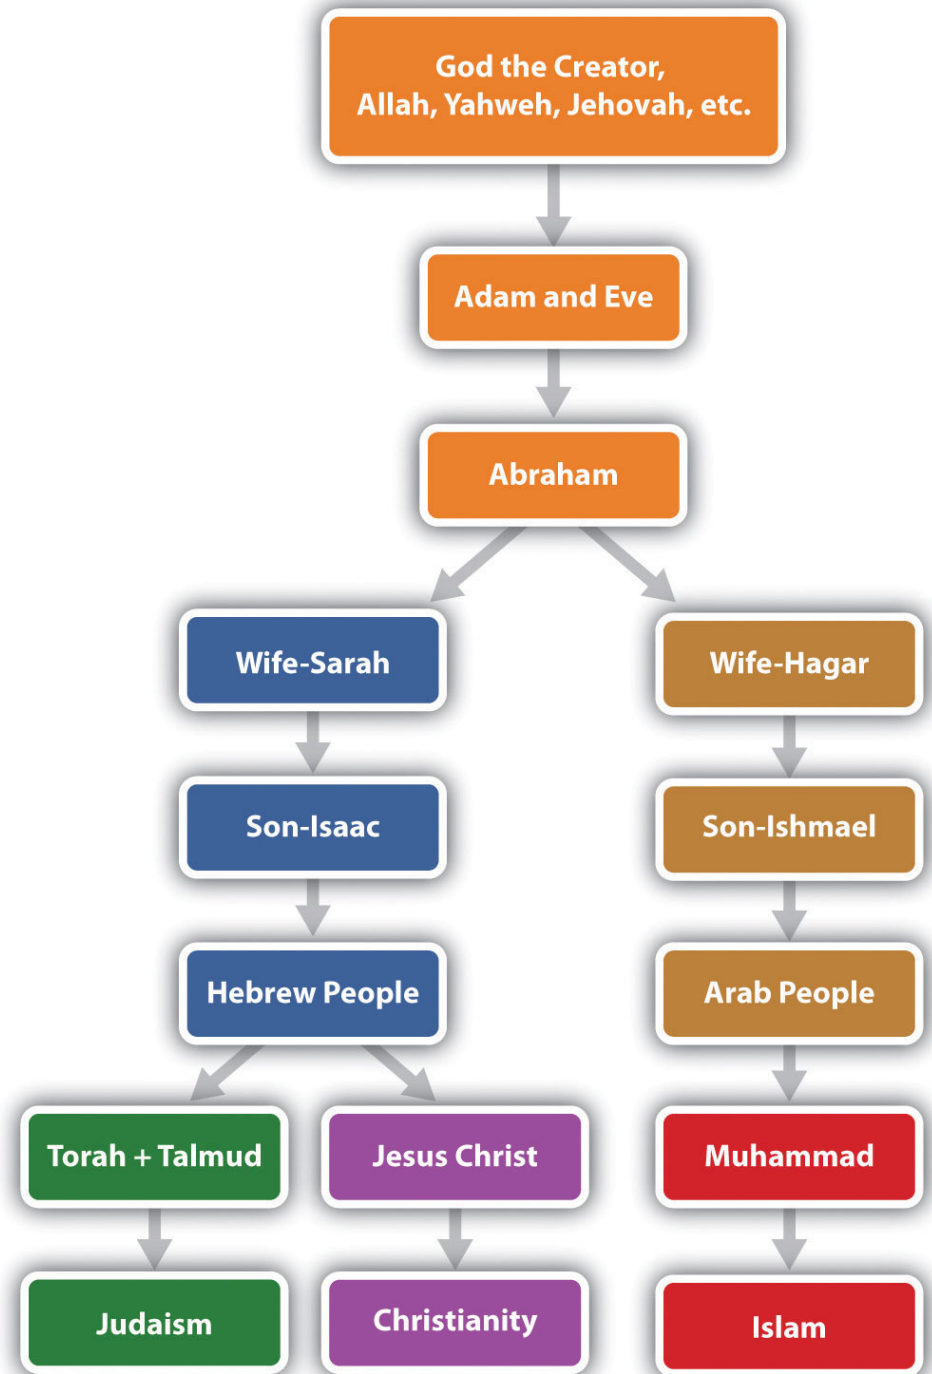 God the Creator,
Allah, Yahweh, Jehovah, etc.
Adam and Eve
Abraham
Wife-Sarah
Wife-Hagar
Son-Isaac
Son-Ishmael
Hebrew People
Arab People
Torah + Talmud
Jesus Christ
Muhammad
Judaism
Christianity
Islam